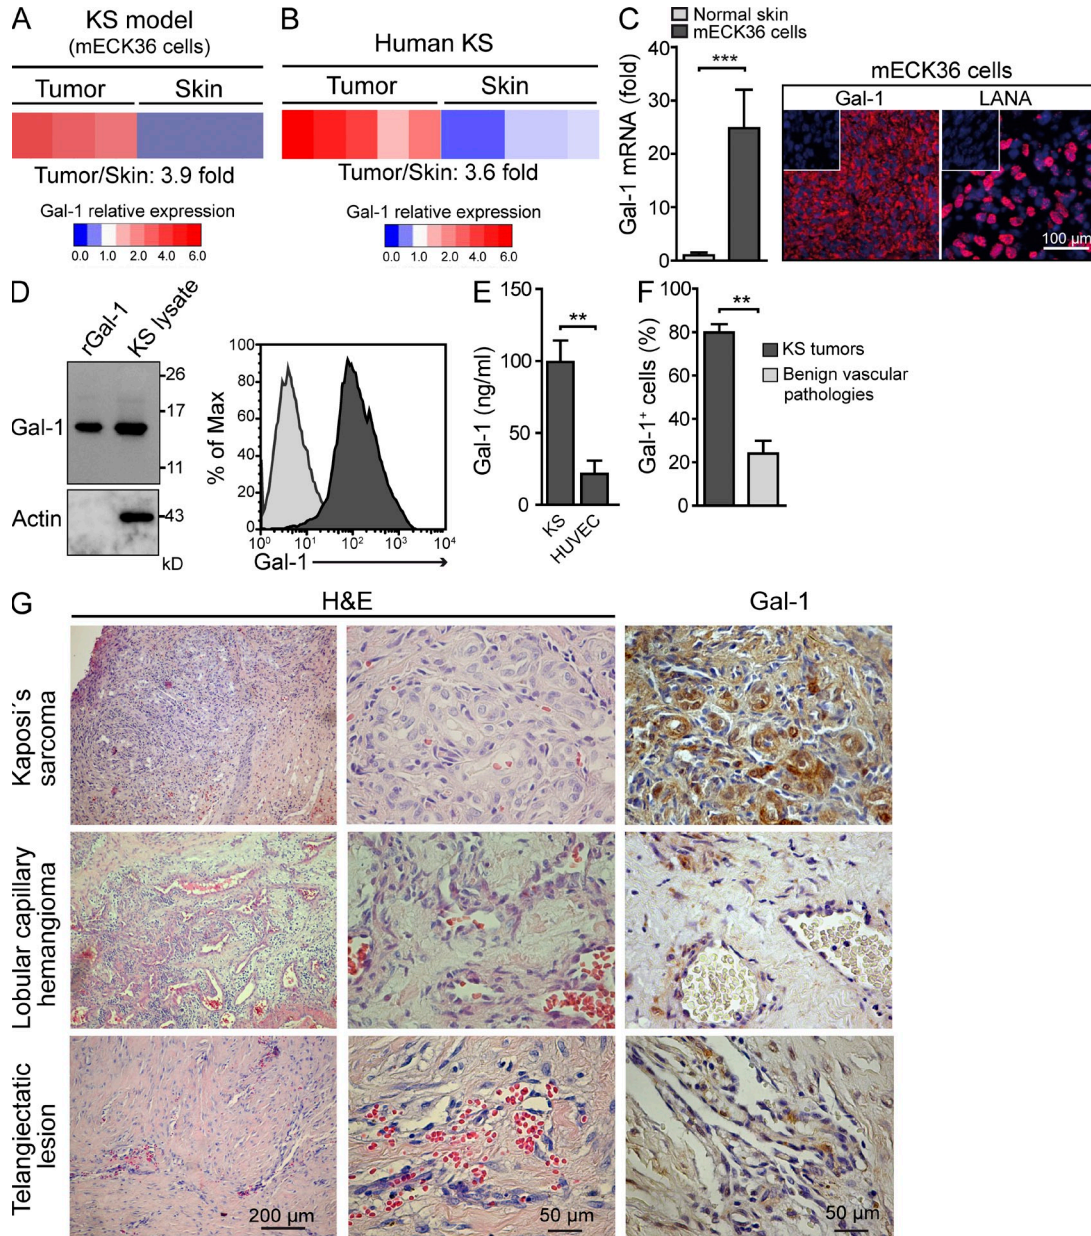 A
KS model
(mECK36 cells)
Tumor
Skin
Tumor/Skin: 3.9 fold
Gal-1 relative expression
0.0 1.0 2.0 4.0 6.0
B
Human KS
Tumor
Skin
Tumor/Skin: 3.6 fold
Gal-1 relative expression
0.0 1.0 2.0 4.0 6.0
C
Normal skin
mECK36 cells
Gal-1 mRNA (fold)
40
30
20
10
0
***
mECK36 cells
Gal-1
LANA
100 µm
D
rGal-1
KS lysate
Gal-1
Actin
26
17
11
43
kD
% of Max
100
80
60
40
20
0
10⁰ 10¹ 10² 10³ 10⁴
Gal-1
E
Gal-1 (ng/ml)
150
100
50
0
**
KS
HUVEC
F
Gal-1⁺ cells (%)
100
80
60
40
20
0
**
KS tumors
Benign vascular
pathologies
G
H&E
Gal-1
Kaposi´s
sarcoma
Lobular capillary
hemangioma
Telangiectatic
lesion
200 µm
50 µm
50 µm